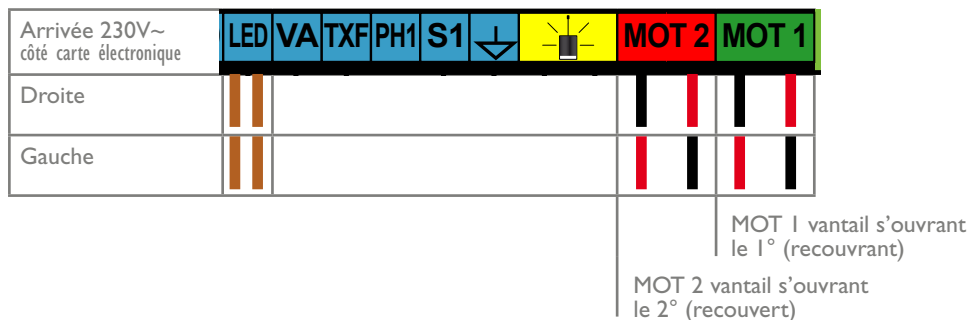 Arrivée 230V~
côté carte électronique
LED VA TXF PH1 S1 MOT 2 MOT 1
Droite
Gauche
MOT 1 vantail s'ouvrant
le 1° (recouvrant)
MOT 2 vantail s'ouvrant
le 2° (recouvert)